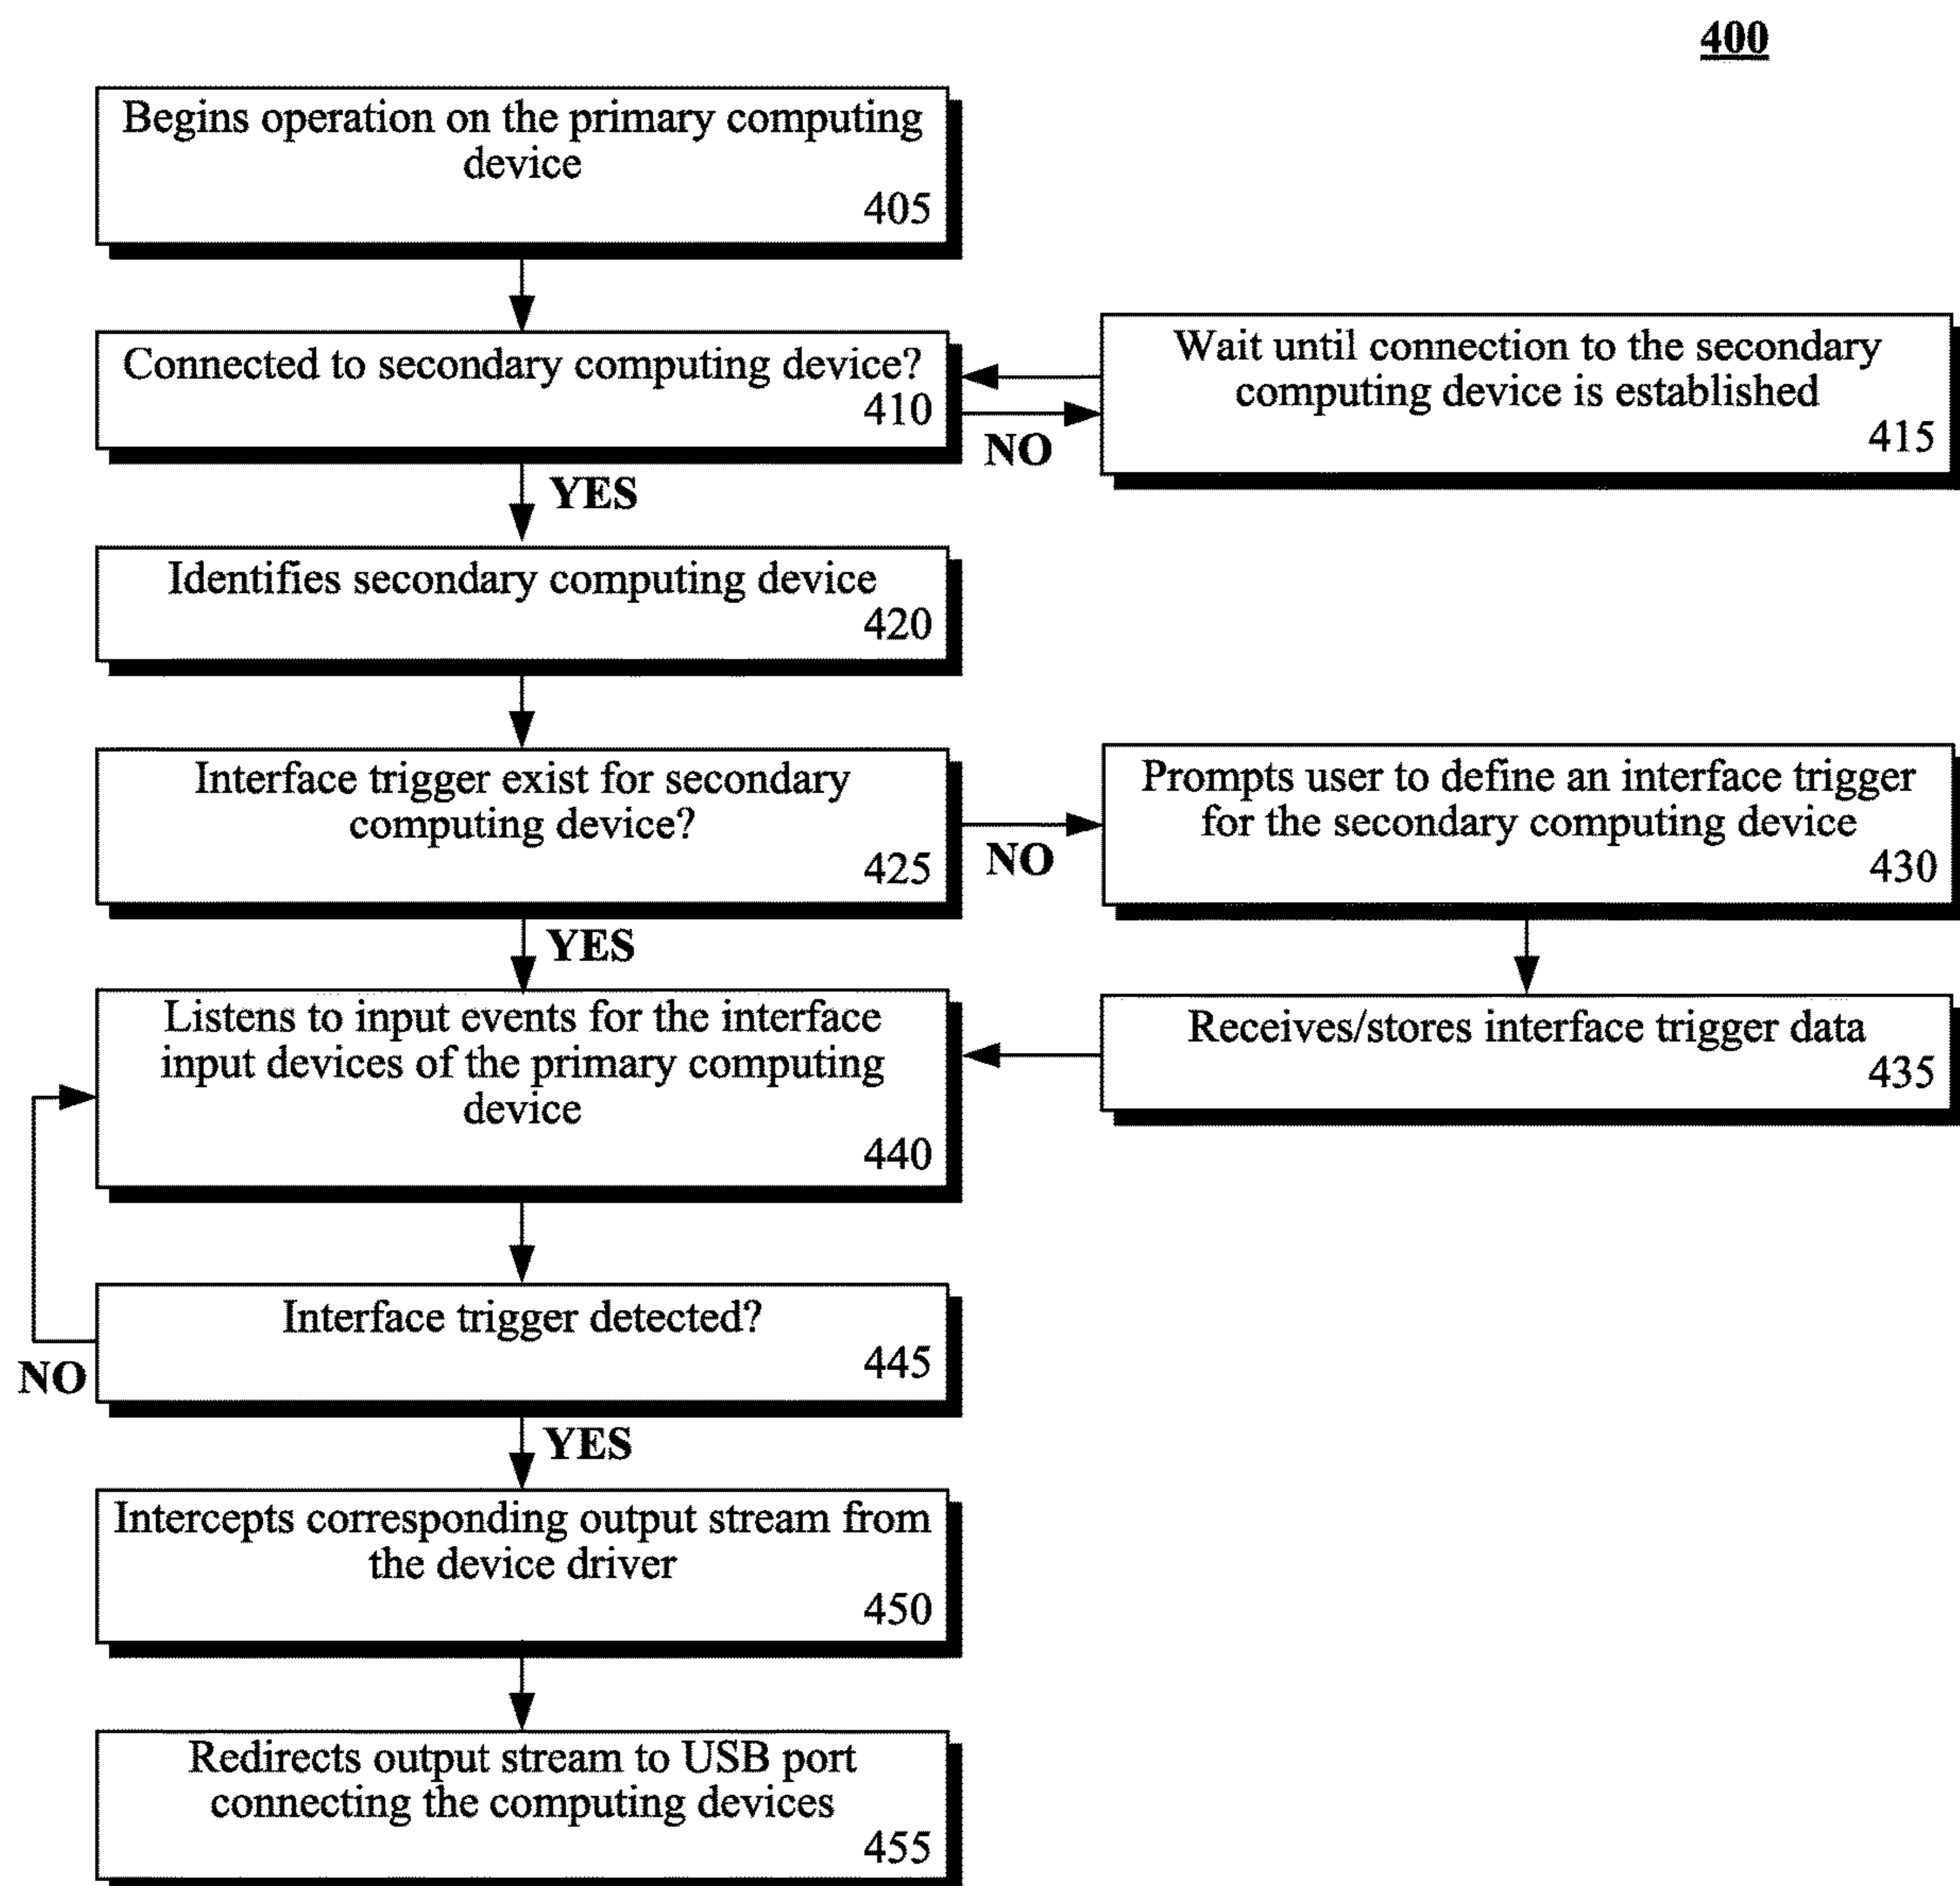 400
Begins operation on the primary computing
device
405
Connected to secondary computing device?
410
Wait until connection to the secondary
computing device is established
415
NO
YES
Identifies secondary computing device
420
Interface trigger exist for secondary
computing device?
425
NO
Prompts user to define an interface trigger
for the secondary computing device
430
YES
Receives/stores interface trigger data
435
Listens to input events for the interface
input devices of the primary computing
device
440
Interface trigger detected?
445
NO
YES
Intercepts corresponding output stream from
the device driver
450
Redirects output stream to USB port
connecting the computing devices
455